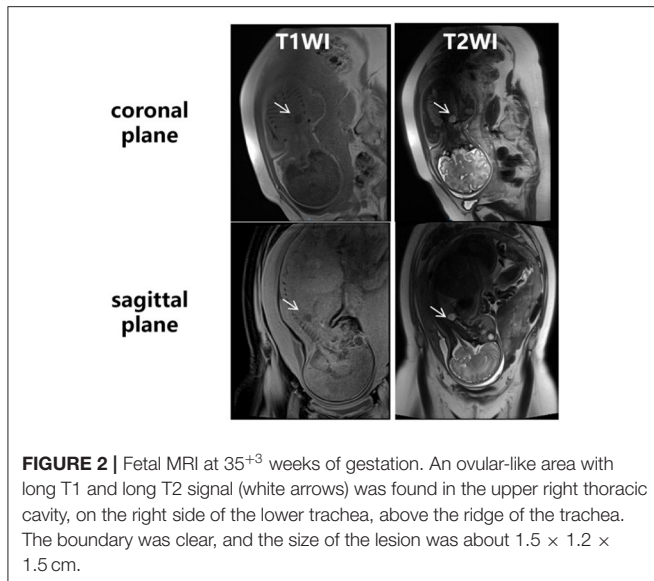 T1WI T2WI
coronal
plane
sagittal
plane
FIGURE 2 | Fetal MRI at 35+3 weeks of gestation. An ovular-like area with
long T1 and long T2 signal (white arrows) was found in the upper right thoracic
cavity, on the right side of the lower trachea, above the ridge of the trachea.
The boundary was clear, and the size of the lesion was about 1.5 × 1.2 ×
1.5 cm.